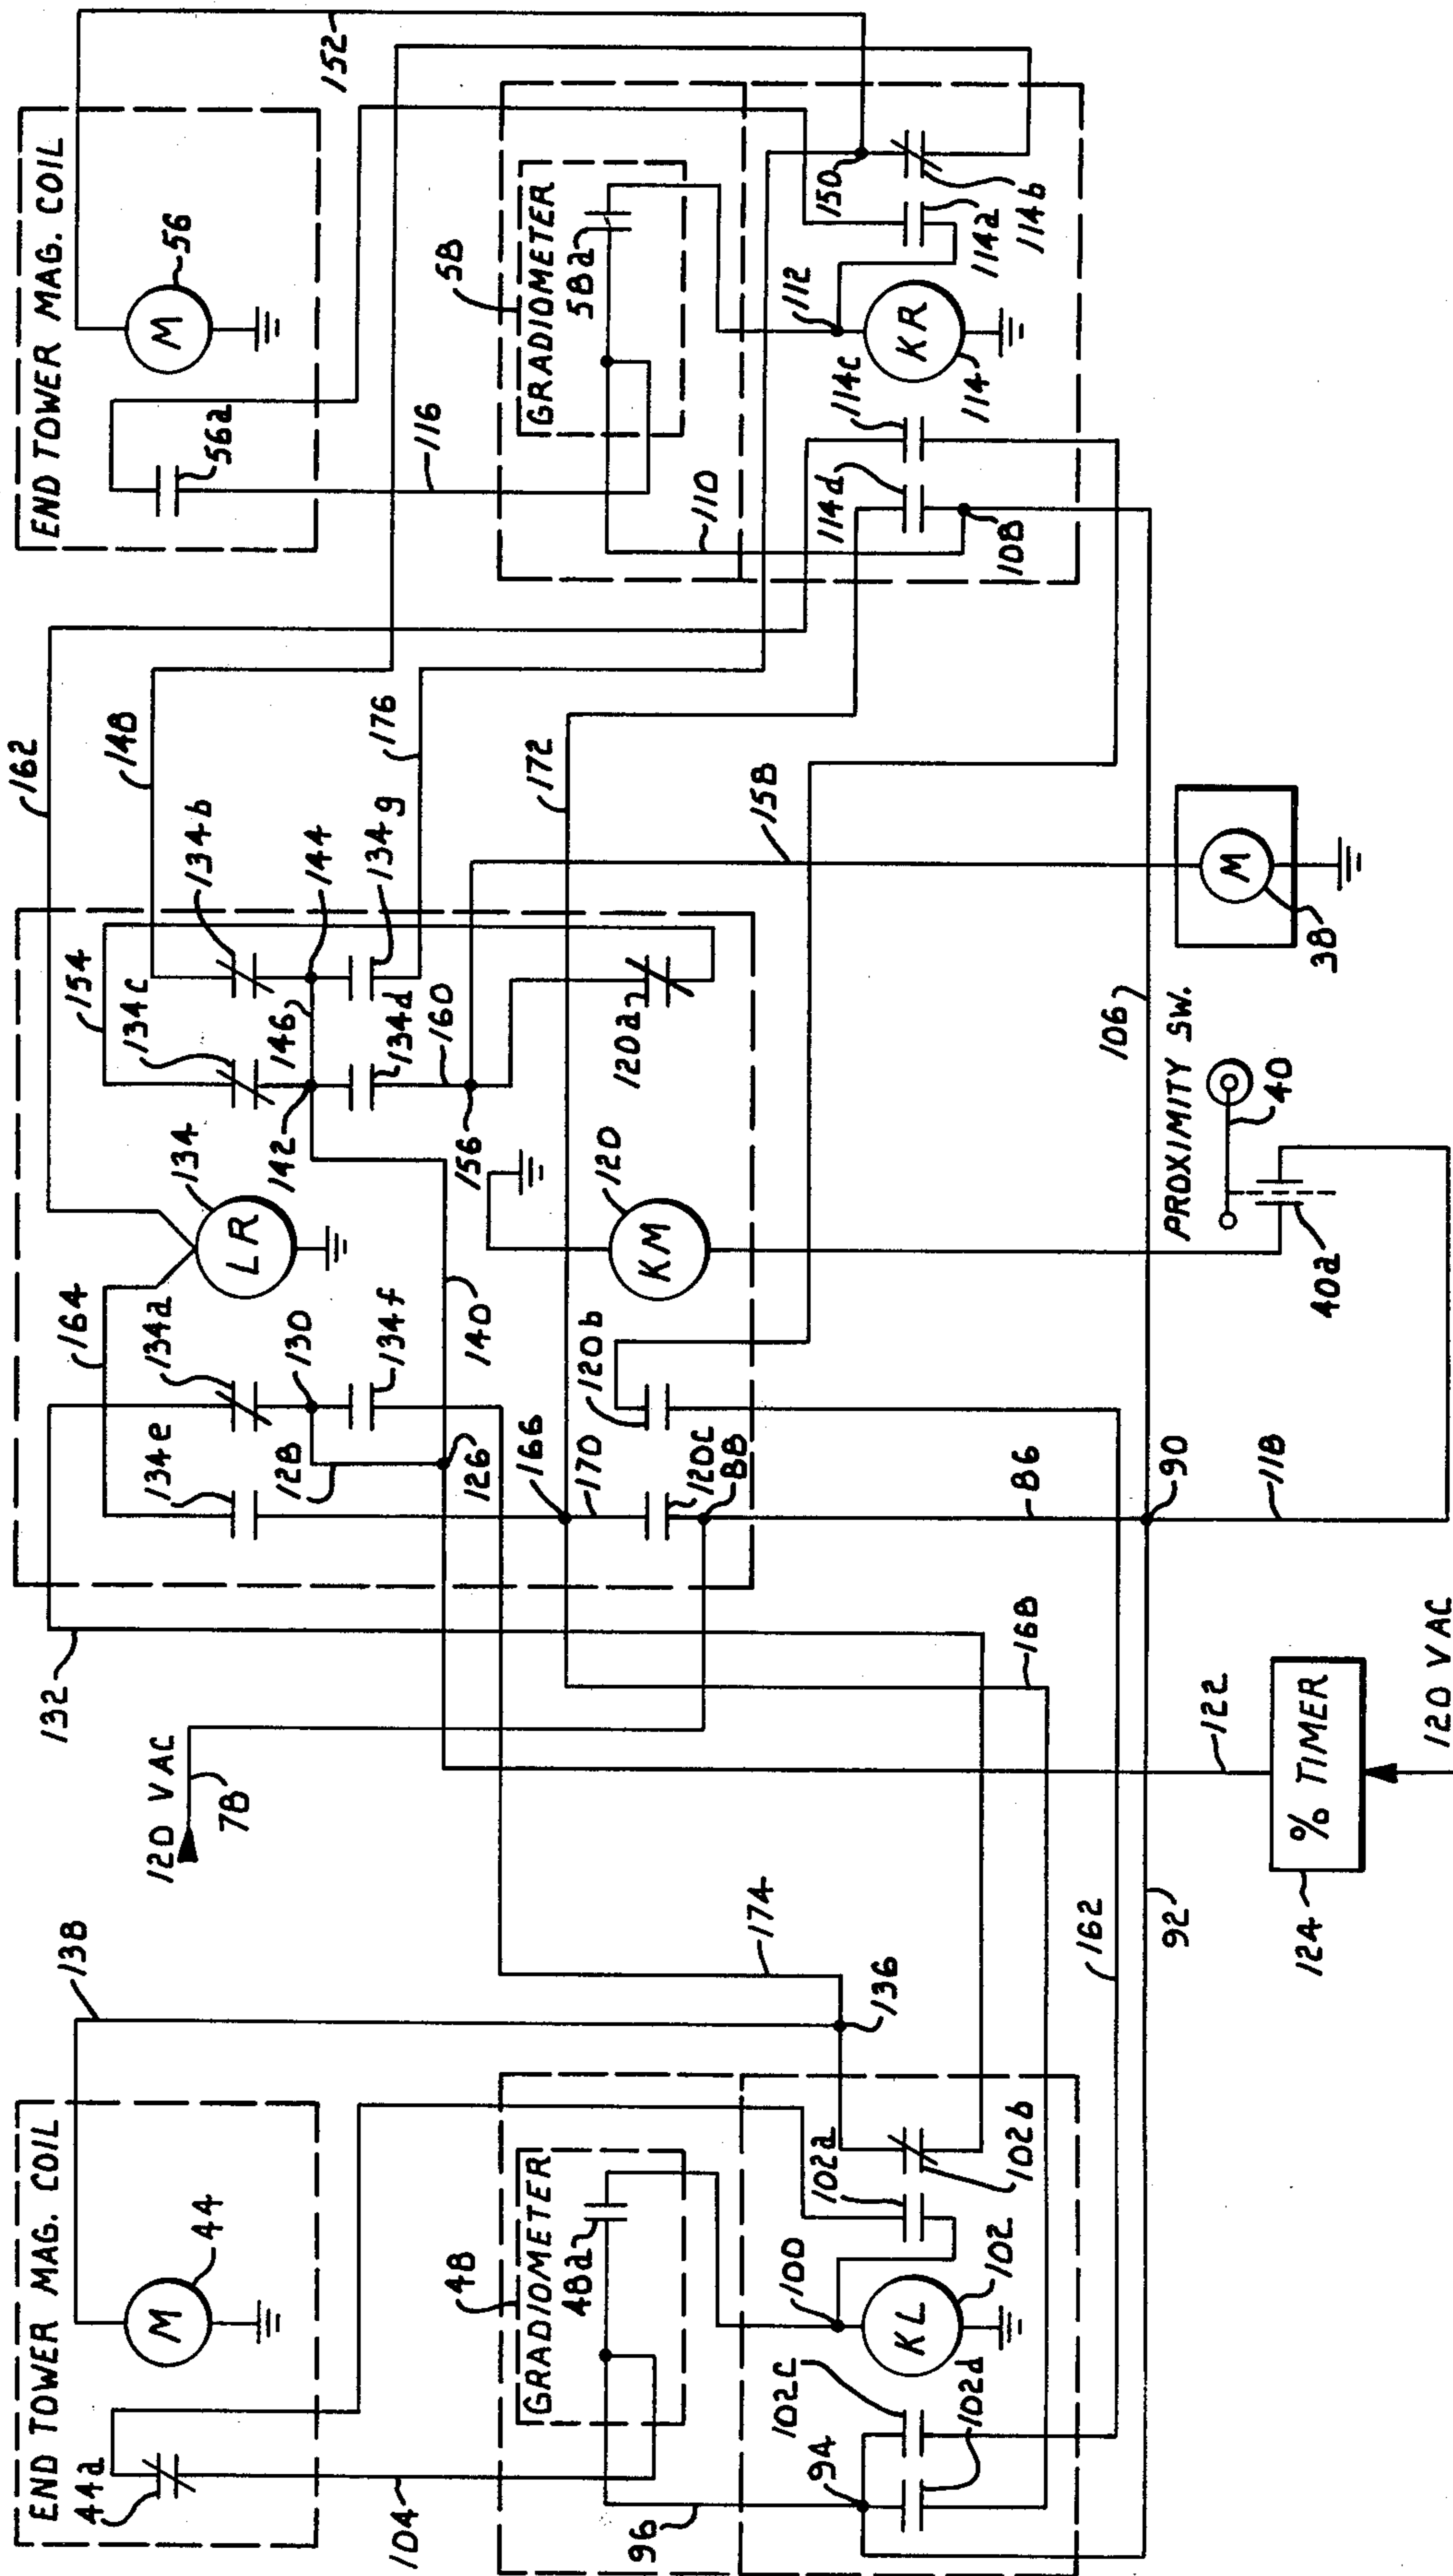 END TOWER MAG. COIL
44a
M
44
138
104
GRADIOMETER
48
48a
96
94
102c
102d
100
KL
102
102a
102b
136
174
162
92
120 VAC
78
132
168
122
% TIMER
124
120 VAC
164
134e
134a
134
LR
128
130
134f
126
140
166
170
120c
88
120b
KM
120
86
90
118
142
146
144
154
134c
134b
134d
134g
160
156
120a
162
148
176
172
158
106
PROXIMITY SW.
40
40a
M
38
END TOWER MAG. COIL
56a
M
56
152
116
GRADIOMETER
58
58a
110
108
114d
114c
112
KR
114
114a
114b
150